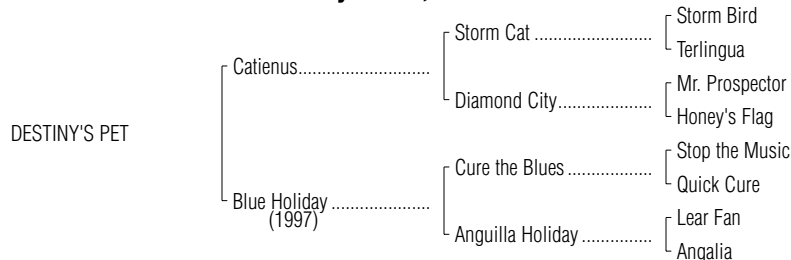 Storm Bird
Storm Cat ........................
Terlingua
Catienus...........................
Mr. Prospector
Diamond City...................
Honey's Flag
DESTINY'S PET
Stop the Music
Cure the Blues .................
Quick Cure
Blue Holiday ....................
(1997)
Lear Fan
Anguilla Holiday ..............
Angalia